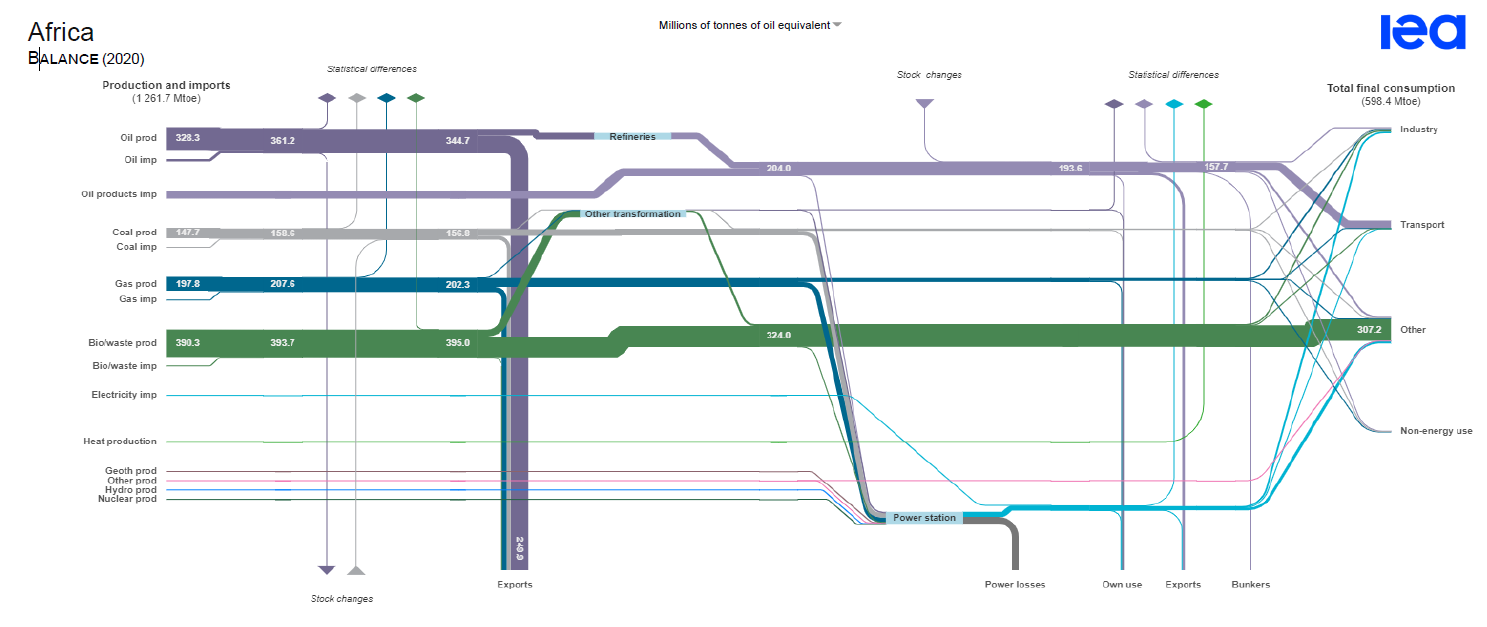 Africa
Millions of tonnes of oil equivalent
iea
BALANCE (2020)
Statistical differences
Stock changes
Statistical differences
Production and imports
(1 261.7 Mtoe)
Total final consumption
(598.4 Mtoe)
Oil prod
328.3
361.2
344.7
Refineries
Industry
Oil imp
204.0
193.6
157.7
Oil products imp
Other transformation
Transport
Coal prod
147.7
156.8
Coal imp
Gas prod
197.8
207.6
202.3
Gas imp
Bio/waste prod
390.3
393.7
395.0
324.0
307.2
Other
Bio/waste imp
Electricity imp
Heat production
Non-energy use
Geoth prod
Other prod
Hydro prod
Nuclear prod
Power station
Exports
Power losses
Own use
Exports
Bunkers
Stock changes